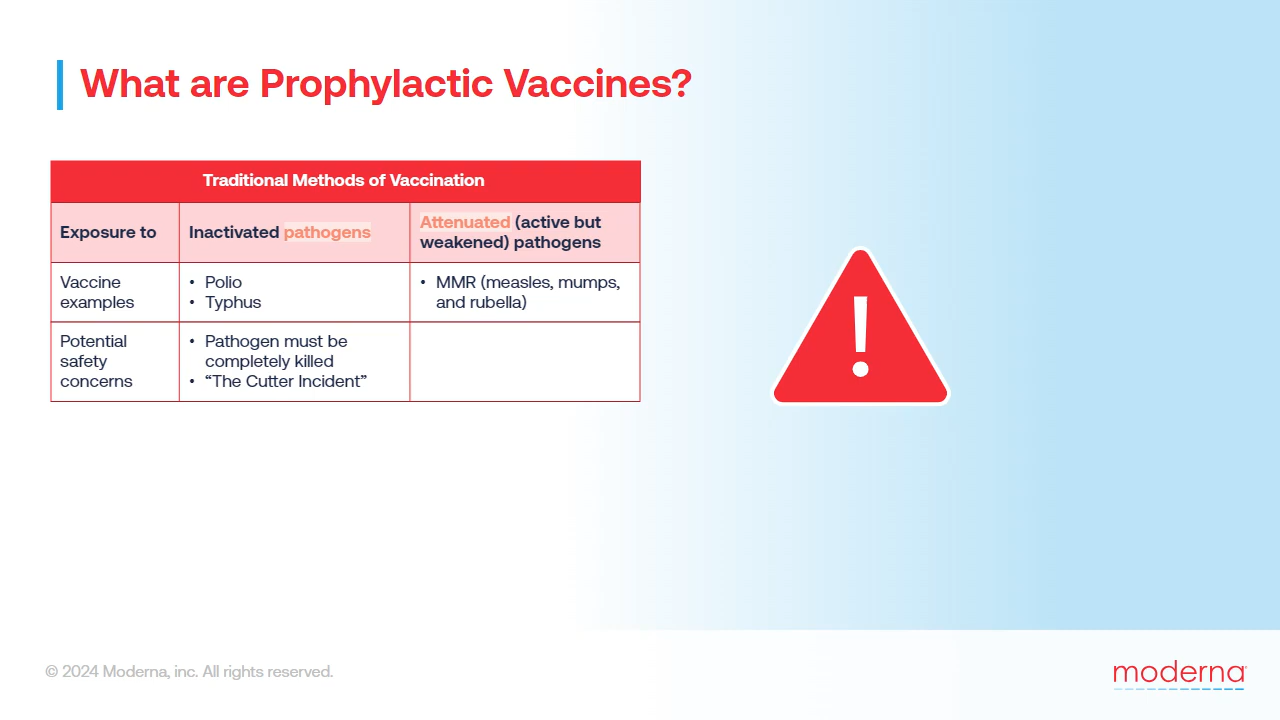 What are Prophylactic Vaccines?
Traditional Methods of Vaccination
Exposure to
Inactivated pathogens
Attenuated (active but
weakened) pathogens
Vaccine
examples
• Polio
• Typhus
• MMR (measles, mumps,
and rubella)
Potential
safety
concerns
• Pathogen must be
completely killed
• “The Cutter Incident”
!
© 2024 Moderna, inc. All rights reserved.
moderna